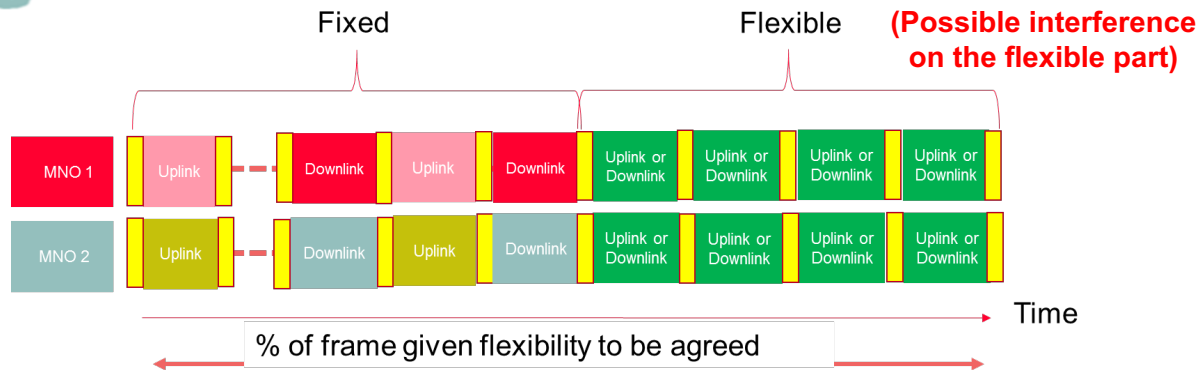 Fixed
Flexible
(Possible interference
on the flexible part)
MNO 1
Uplink
Downlink
Uplink
Downlink
Uplink or
Downlink
Uplink or
Downlink
Uplink or
Downlink
Uplink or
Downlink
MNO 2
Uplink
Downlink
Uplink
Downlink
Uplink or
Downlink
Uplink or
Downlink
Uplink or
Downlink
Uplink or
Downlink
Time
% of frame given flexibility to be agreed